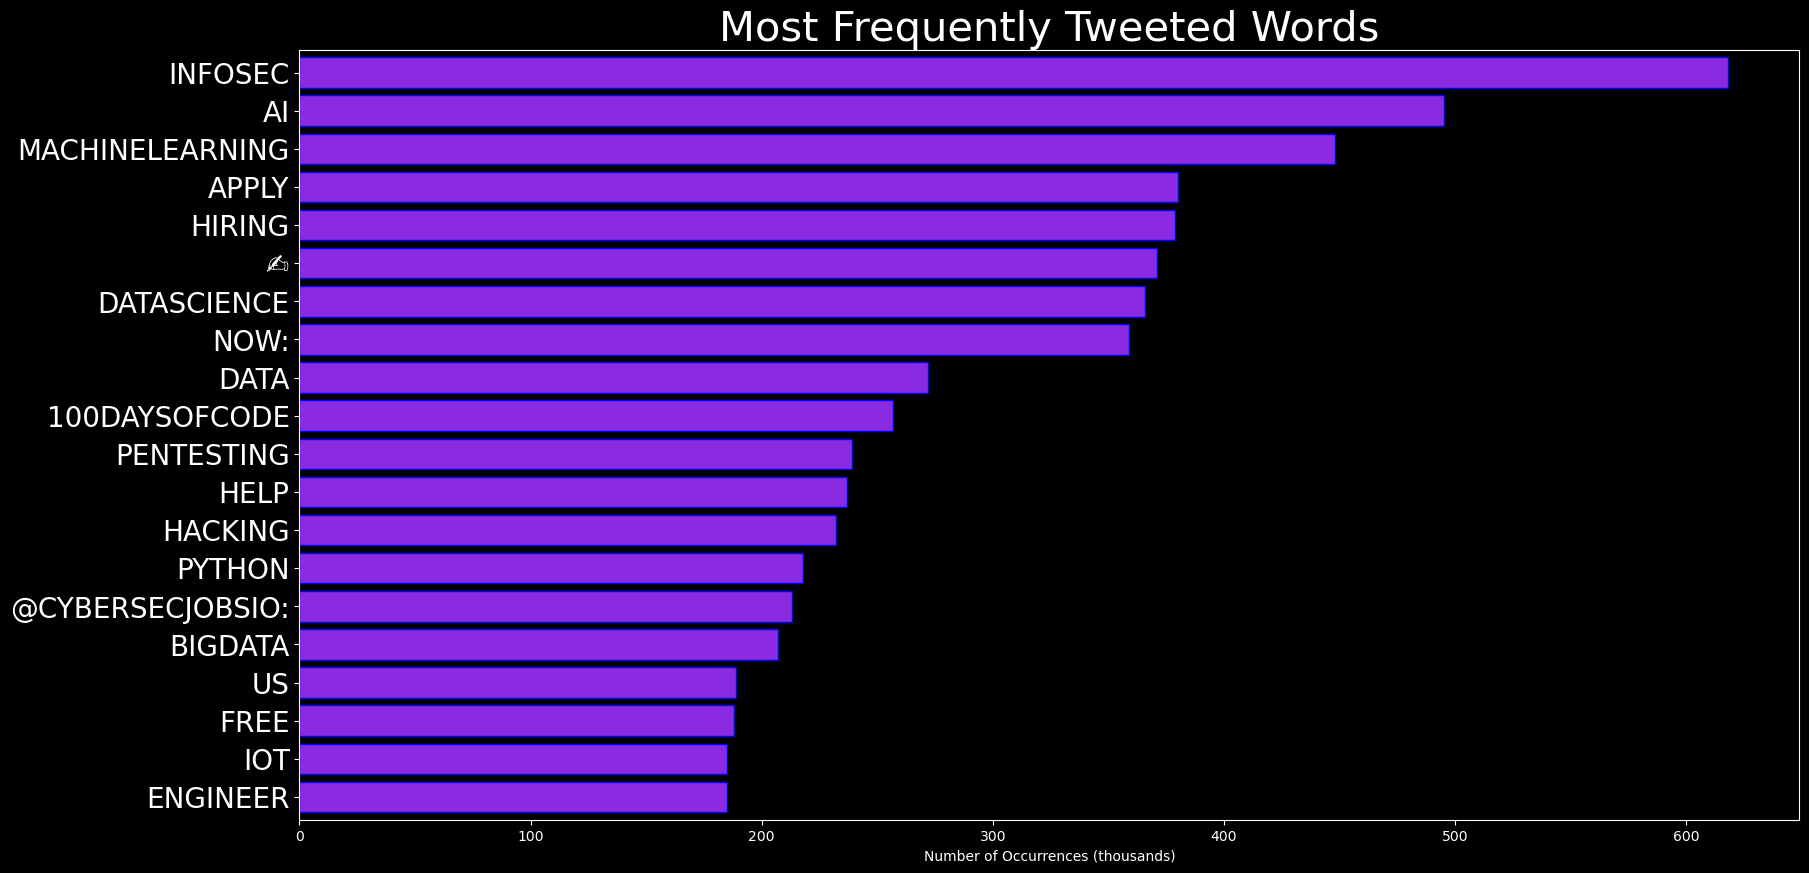 Most Frequently Tweeted Words
INFOSEC
AI
MACHINELEARNING
APPLY
HIRING
✍
DATASCIENCE
NOW:
DATA
100DAYSOFCODE
PENTESTING
HELP
HACKING
PYTHON
@CYBERSECJOBSIO:
BIGDATA
US
FREE
IOT
ENGINEER
0 100 200 300 400 500 600
Number of Occurrences (thousands)